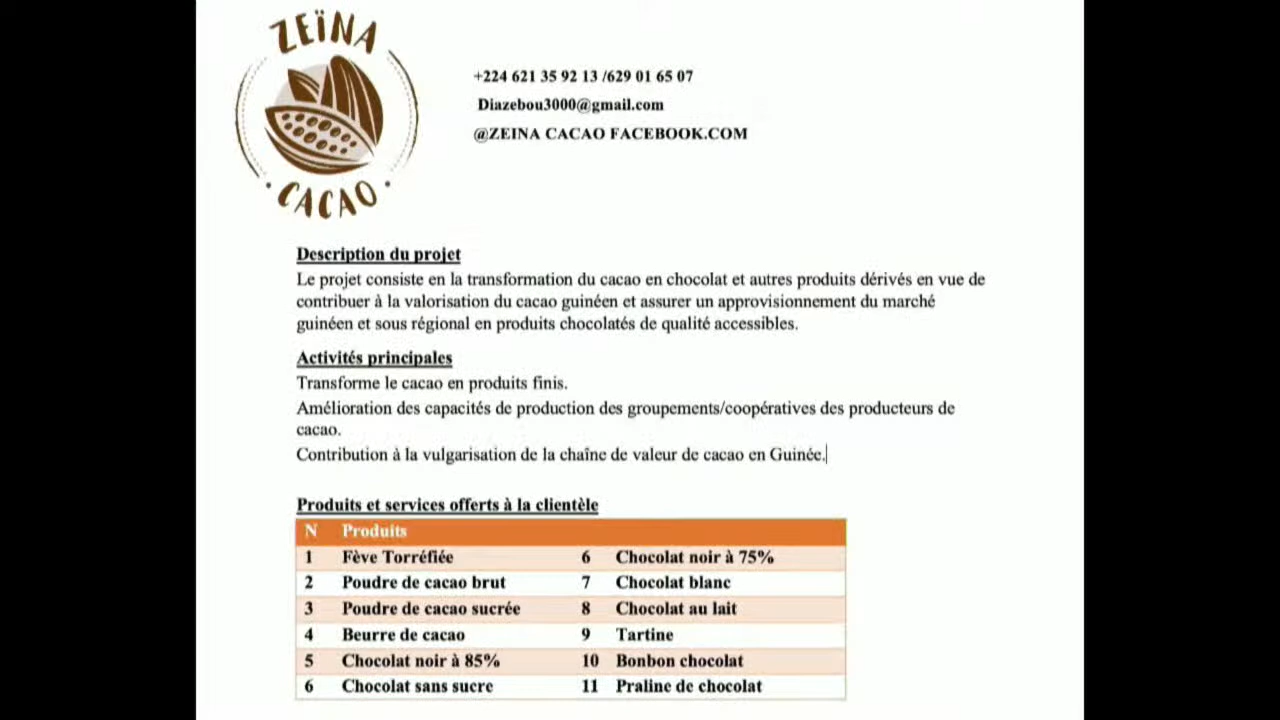 ZEÏNA
CACAO
+224 621 35 92 13 /629 01 65 07
Diazebou3000@gmail.com
@ZEINA CACAO FACEBOOK.COM
Description du projet
Le projet consiste en la transformation du cacao en chocolat et autres produits dérivés en vue de
contribuer à la valorisation du cacao guinéen et assurer un approvisionnement du marché
guinéen et sous régional en produits chocolatés de qualité accessibles.
Activités principales
Transforme le cacao en produits finis.
Amélioration des capacités de production des groupements/coopératives des producteurs de
cacao.
Contribution à la vulgarisation de la chaîne de valeur de cacao en Guinée.
Produits et services offerts à la clientèle
N Produits
1 Fève Torréfiée 6 Chocolat noir à 75%
2 Poudre de cacao brut 7 Chocolat blanc
3 Poudre de cacao sucrée 8 Chocolat au lait
4 Beurre de cacao 9 Tartine
5 Chocolat noir à 85% 10 Bonbon chocolat
6 Chocolat sans sucre 11 Praline de chocolat